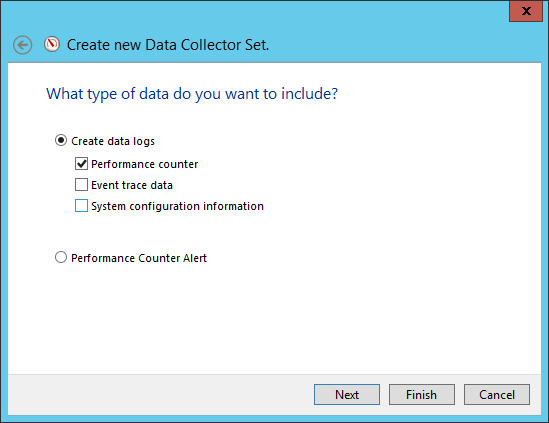 Create new Data Collector Set.
What type of data do you want to include?
Create data logs
Performance counter
Event trace data
System configuration information
Performance Counter Alert
Next Finish Cancel